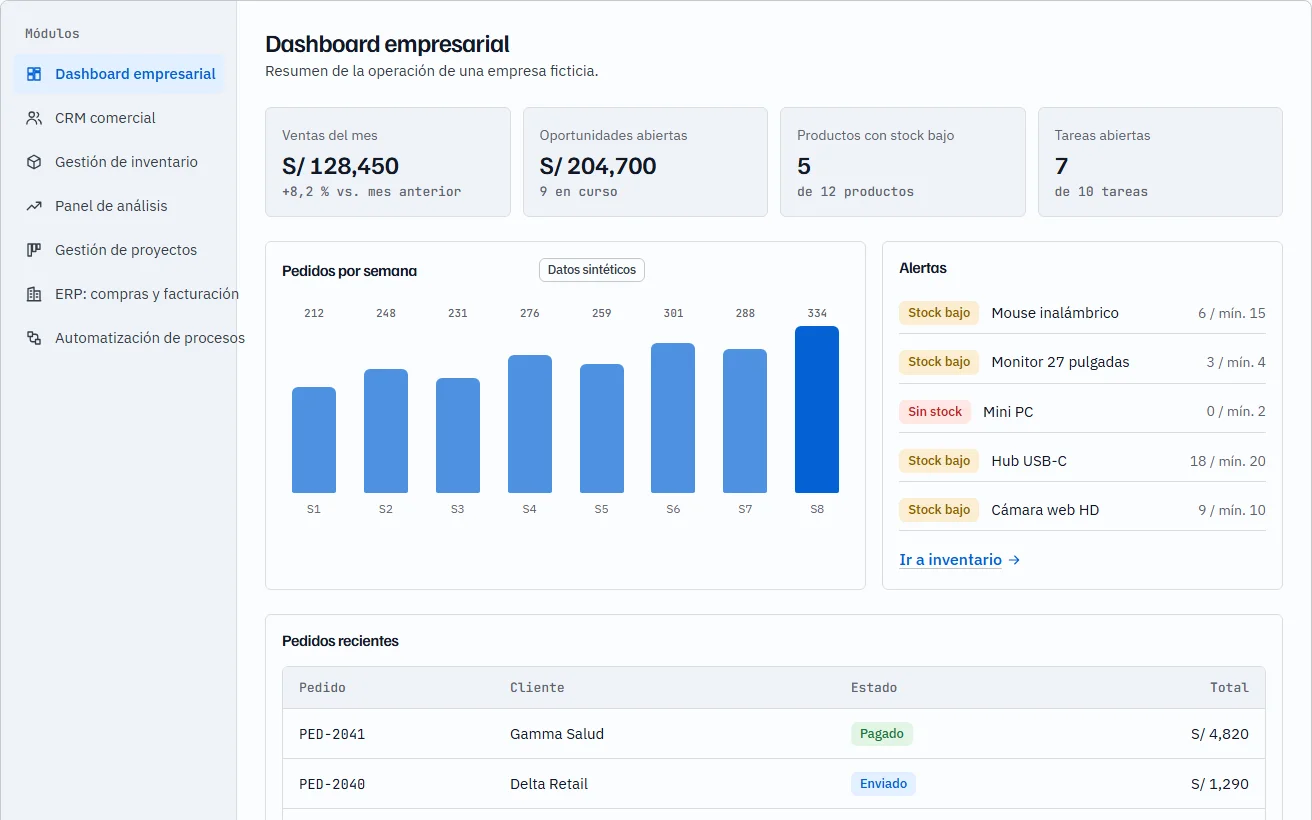 Módulos
Dashboard empresarial
CRM comercial
Gestión de inventario
Panel de análisis
Gestión de proyectos
ERP: compras y facturación
Automatización de procesos
Dashboard empresarial
Resumen de la operación de una empresa ficticia.
Ventas del mes
S/ 128,450
+8,2 % vs. mes anterior
Oportunidades abiertas
S/ 204,700
9 en curso
Productos con stock bajo
5
de 12 productos
Tareas abiertas
7
de 10 tareas
Pedidos por semana
Datos sintéticos
212 248 231 276 259 301 288 334
S1 S2 S3 S4 S5 S6 S7 S8
Alertas
Stock bajo Mouse inalámbrico 6 / mín. 15
Stock bajo Monitor 27 pulgadas 3 / mín. 4
Sin stock Mini PC 0 / mín. 2
Stock bajo Hub USB-C 18 / mín. 20
Stock bajo Cámara web HD 9 / mín. 10
Ir a inventario →
Pedidos recientes
Pedido Cliente Estado Total
PED-2041 Gamma Salud Pagado S/ 4,820
PED-2040 Delta Retail Enviado S/ 1,290